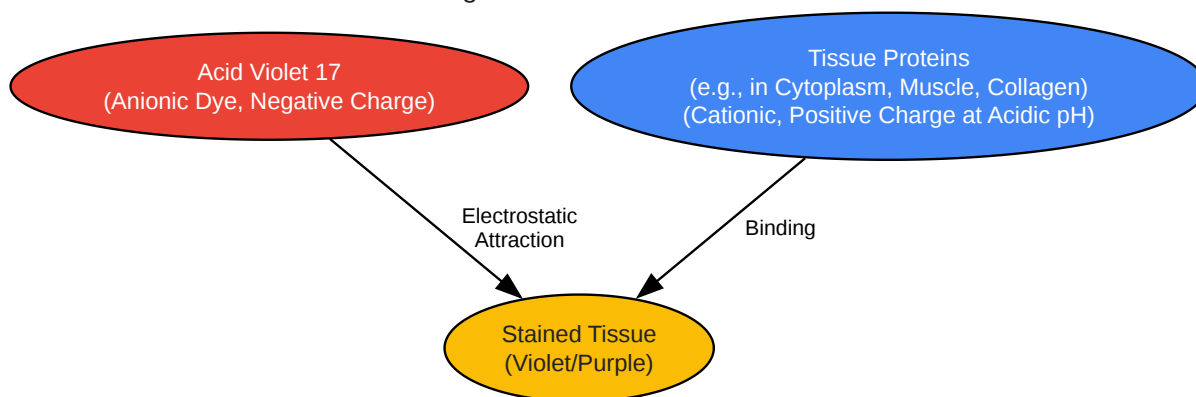 Acid Violet 17
(Anionic Dye, Negative Charge)
Tissue Proteins
(e.g., in Cytoplasm, Muscle, Collagen)
(Cationic, Positive Charge at Acidic pH)
Electrostatic
Attraction
Binding
Stained Tissue
(Violet/Purple)